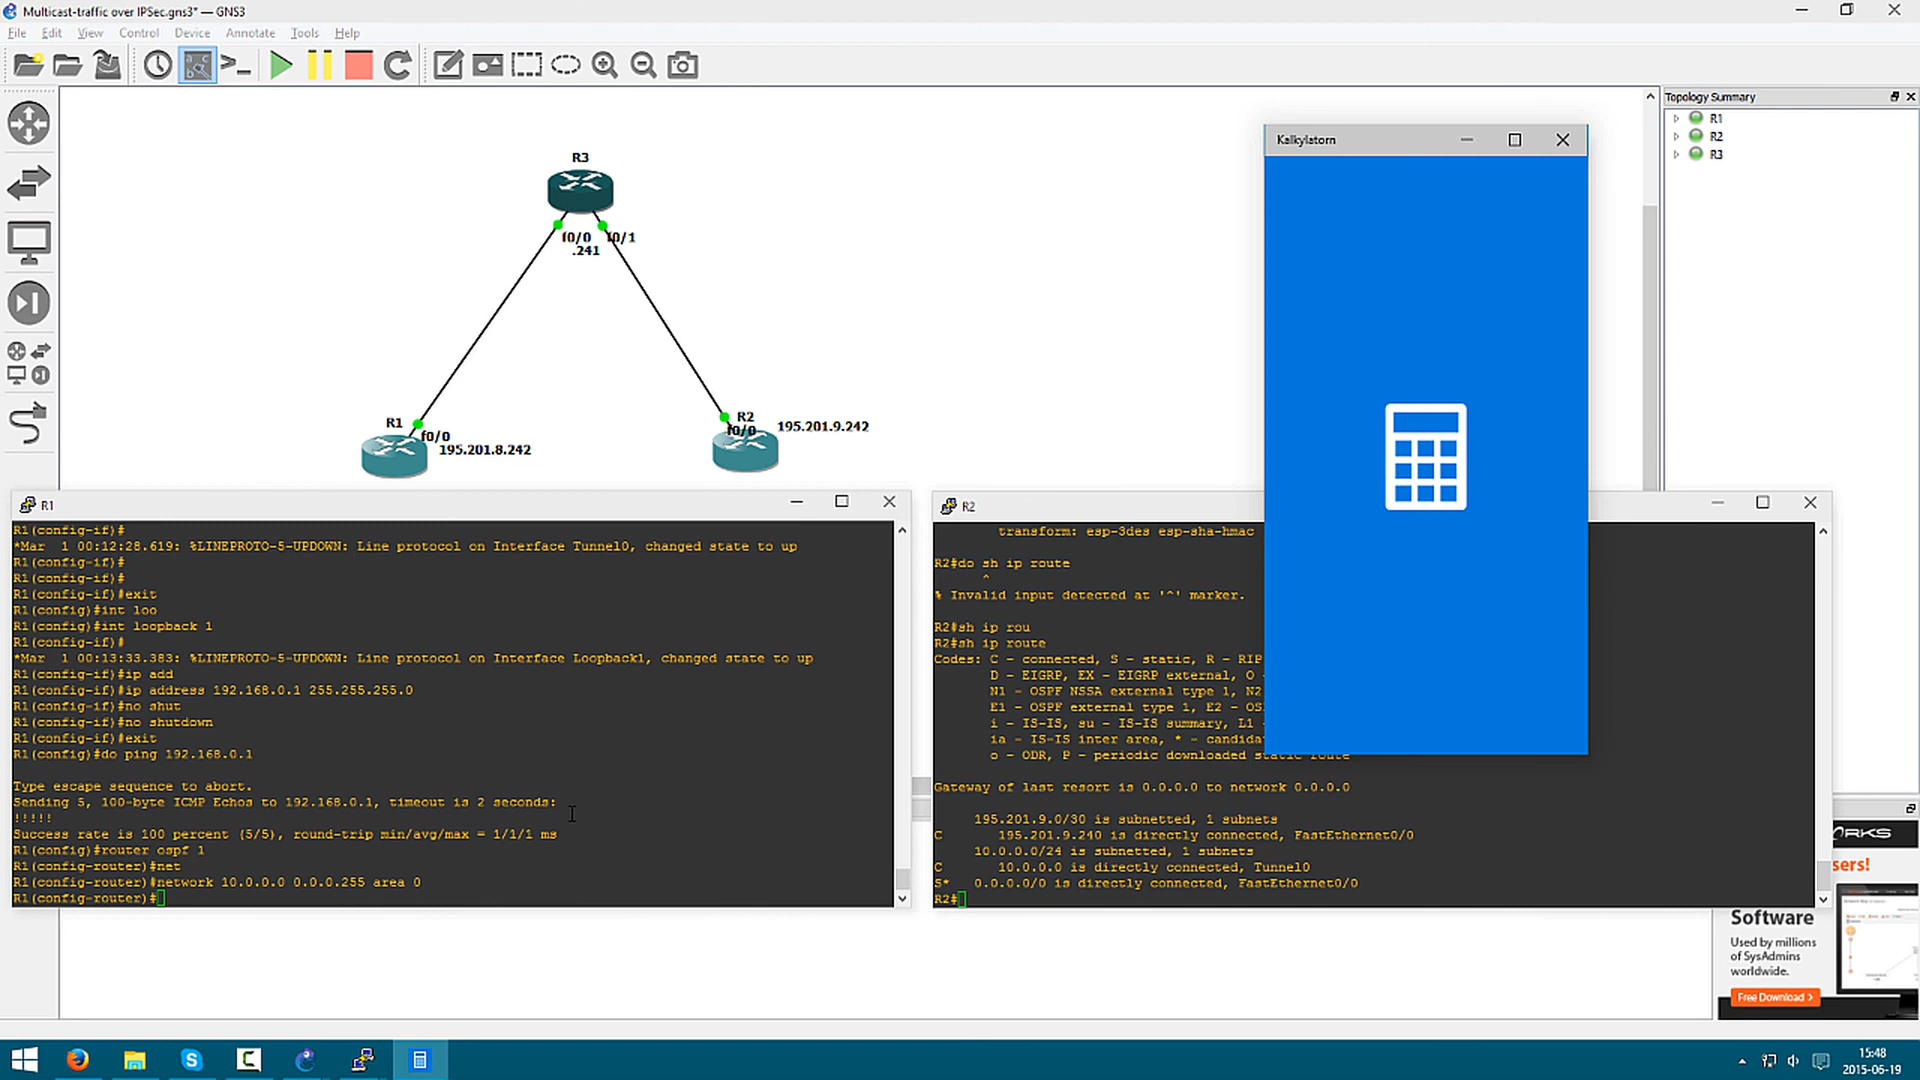 Multicast-traffic over IPSec.gns3* — GNS3
File Edit View Control Device Annotate Tools Help
Topology Summary
R1
R2
R3
Kalkylatorn
R3
f0/0 f0/1
.241
R1
f0/0
195.201.8.242
R2
f0/0
195.201.9.242
R1
R1(config-if)#
*Mar  1 00:12:28.619: %LINEPROTO-5-UPDOWN: Line protocol on Interface Tunnel0, changed state to up
R1(config-if)#
R1(config-if)#
R1(config-if)#exit
R1(config)#int loo
R1(config)#int loopback 1
R1(config-if)#
*Mar  1 00:13:33.383: %LINEPROTO-5-UPDOWN: Line protocol on Interface Loopback1, changed state to up
R1(config-if)#ip add
R1(config-if)#ip address 192.168.0.1 255.255.255.0
R1(config-if)#no shut
R1(config-if)#no shutdown
R1(config-if)#exit
R1(config)#do ping 192.168.0.1
Type escape sequence to abort.
Sending 5, 100-byte ICMP Echos to 192.168.0.1, timeout is 2 seconds:
!!!!!
Success rate is 100 percent (5/5), round-trip min/avg/max = 1/1/1 ms
R1(config)#router ospf 1
R1(config-router)#net
R1(config-router)#network 10.0.0.0 0.0.0.255 area 0
R1(config-router)#
R2
transform: esp-3des esp-sha-hmac
R2#do sh ip route
^
% Invalid input detected at '^' marker.
R2#sh ip rou
R2#sh ip route
Codes: C - connected, S - static, R - RIP
D - EIGRP, EX - EIGRP external, O -
N1 - OSPF NSSA external type 1, N2
E1 - OSPF external type 1, E2 - OS
i - IS-IS, su - IS-IS summary, L1
ia - IS-IS inter area, * - candida
o - ODR, P - periodic downloaded static route
Gateway of last resort is 0.0.0.0 to network 0.0.0.0
195.201.9.0/30 is subnetted, 1 subnets
C 195.201.9.240 is directly connected, FastEthernet0/0
10.0.0.0/24 is subnetted, 1 subnets
C 10.0.0.0 is directly connected, Tunnel0
S* 0.0.0.0/0 is directly connected, FastEthernet0/0
R2#
ORKS
sers!
Software
Used by millions
of SysAdmins
worldwide.
Free Download >
15:48
2015-06-19